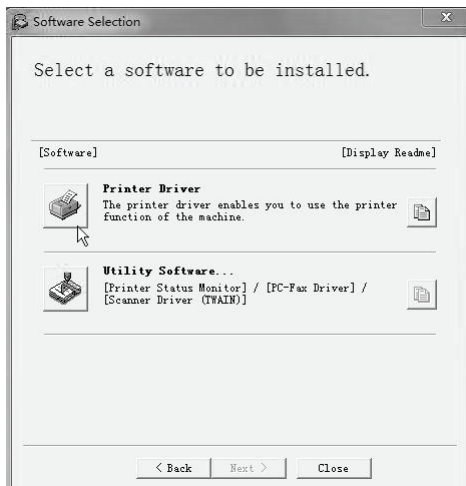 Software Selection
X
Select a software to be installed.
[Software] [Display Readme]
Printer Driver
The printer driver enables you to use the printer
function of the machine.
Utility Software...
[Printer Status Monitor] / [PC-Fax Driver] /
[Scanner Driver (TWAIN)]
< Back Next > Close